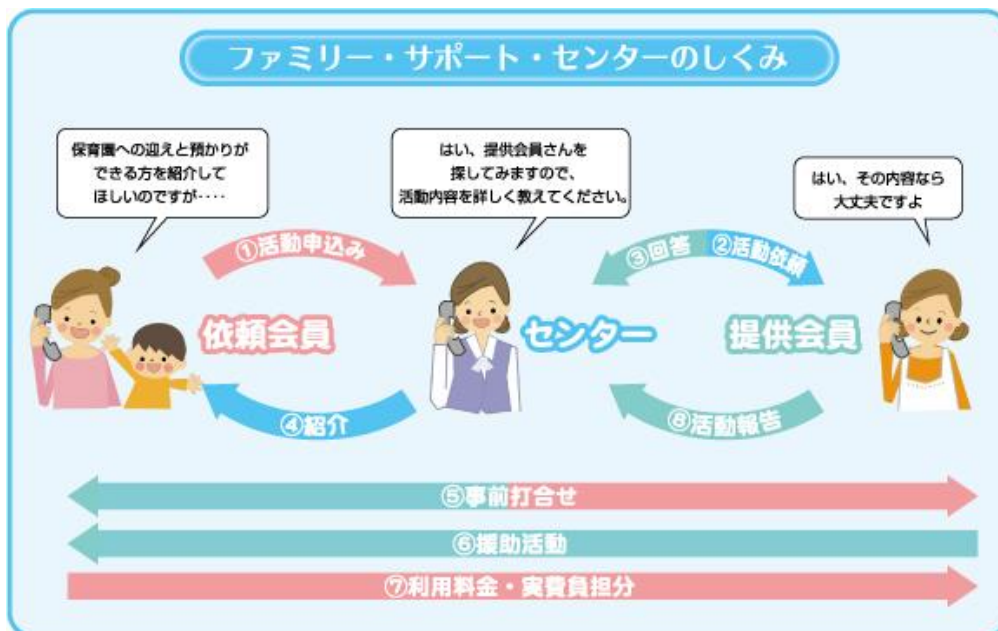 ファミリー・サポート・センターのしくみ
保育園への迎えと預かりが
できる方を紹介して
ほしいのですが‥‥
はい、提供会員さんを
探してみますので、
活動内容を詳しく教えてください。
はい、その内容なら
大丈夫ですよ
①活動申込み
③回答
②活動依頼
依頼会員
センター
提供会員
④紹介
⑧活動報告
⑤事前打合せ
⑥援助活動
⑦利用料金・実費負担分